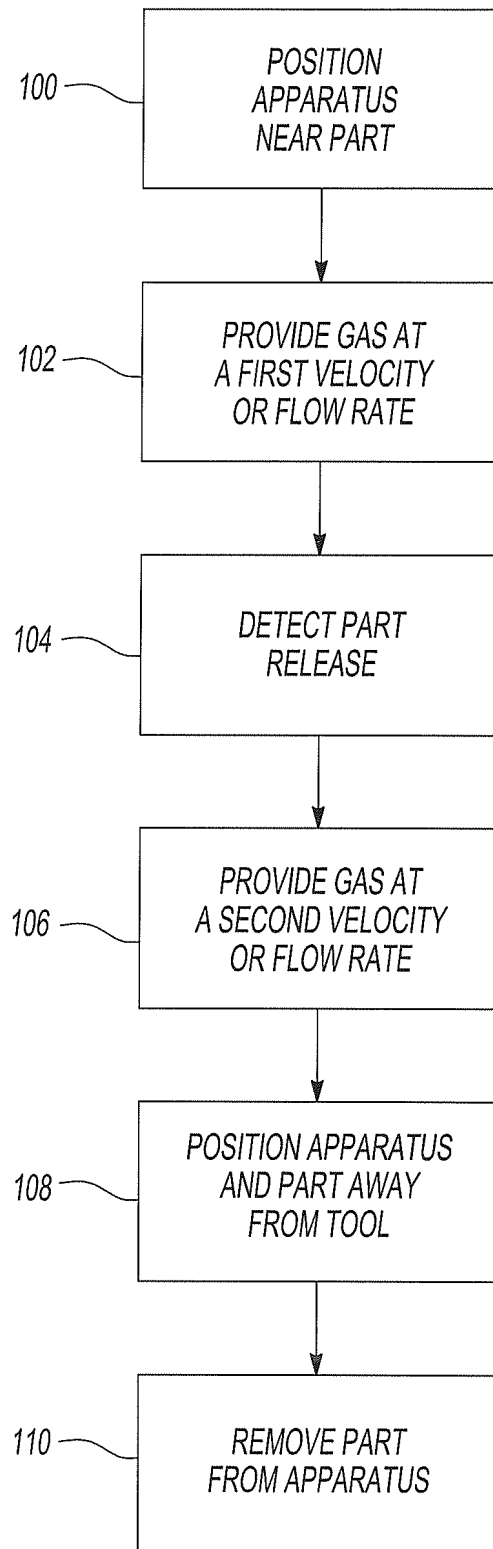 100
POSITION
APPARATUS
NEAR PART
102
PROVIDE GAS AT
A FIRST VELOCITY
OR FLOW RATE
104
DETECT PART
RELEASE
106
PROVIDE GAS AT
A SECOND VELOCITY
OR FLOW RATE
108
POSITION APPARATUS
AND PART AWAY
FROM TOOL
110
REMOVE PART
FROM APPARATUS